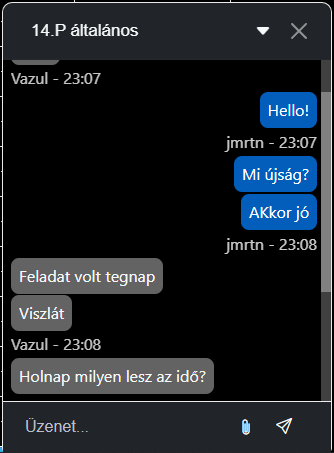 14.P általános
Vazul - 23:07
Hello!
jmrtn - 23:07
Mi újság?
AKkor jó
jmrtn - 23:08
Feladat volt tegnap
Viszlát
Vazul - 23:08
Holnap milyen lesz az idő?
Üzenet...